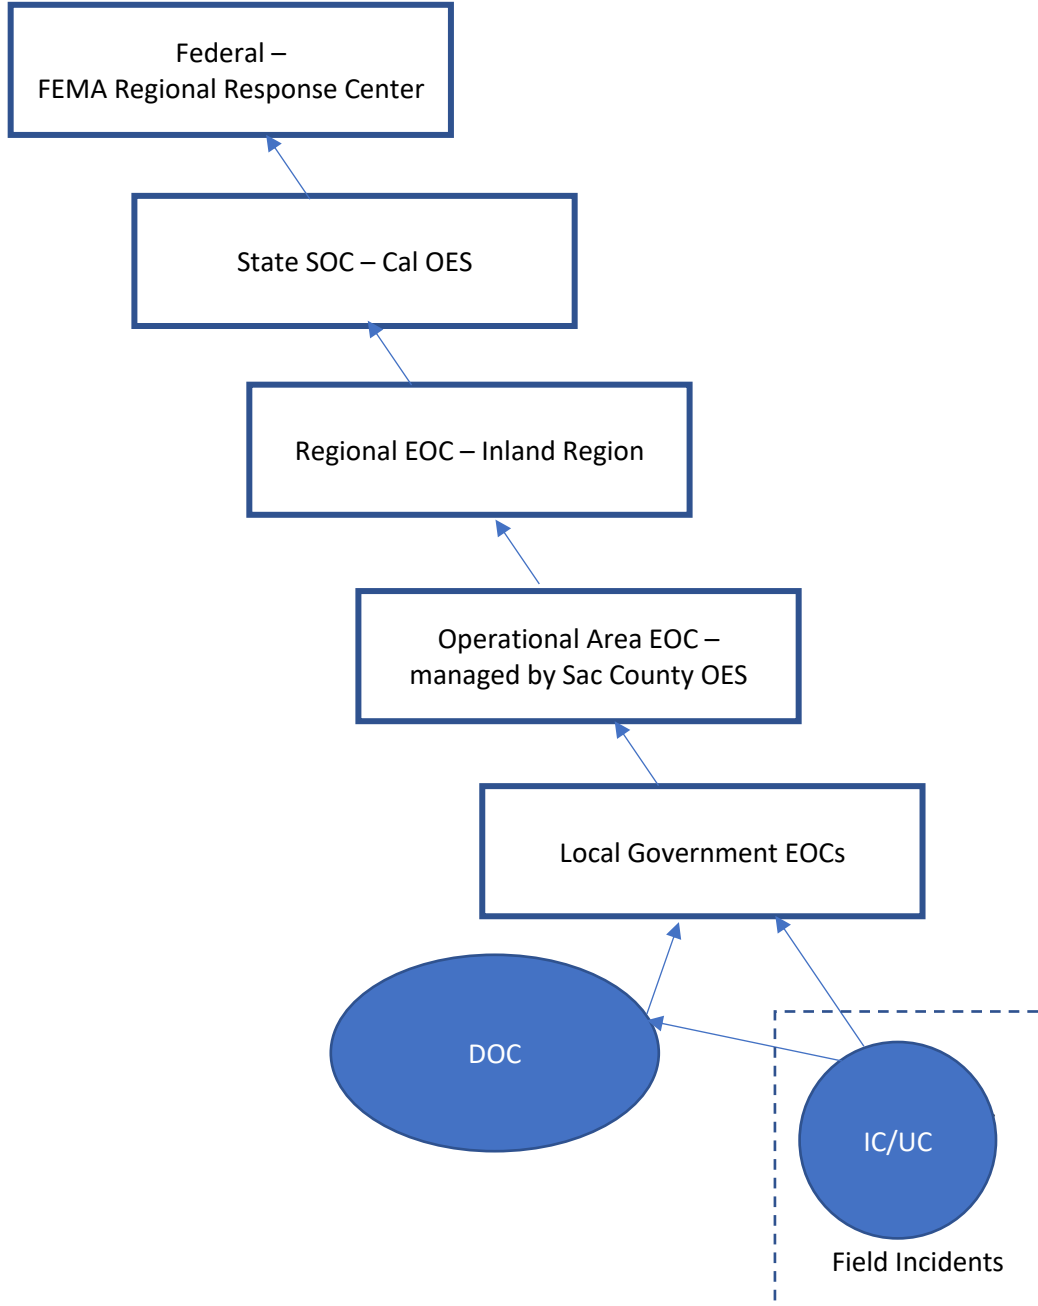 Federal –
FEMA Regional Response Center
State SOC – Cal OES
Regional EOC – Inland Region
Operational Area EOC –
managed by Sac County OES
Local Government EOCs
DOC
IC/UC
Field Incidents